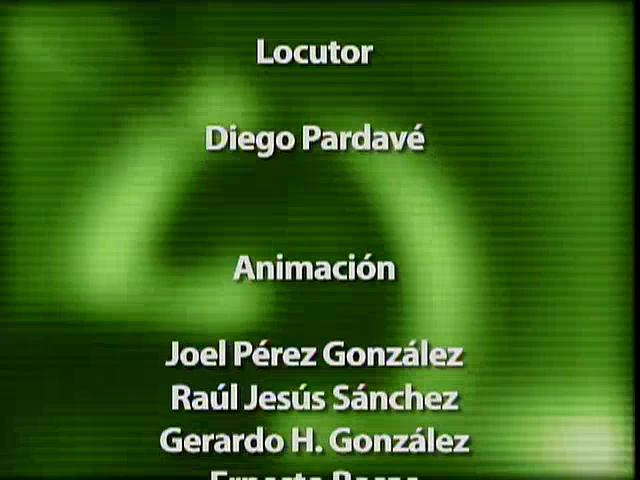 Locutor
Diego Pardavé
Animación
Joel Pérez González
Raúl Jesús Sánchez
Gerardo H. González